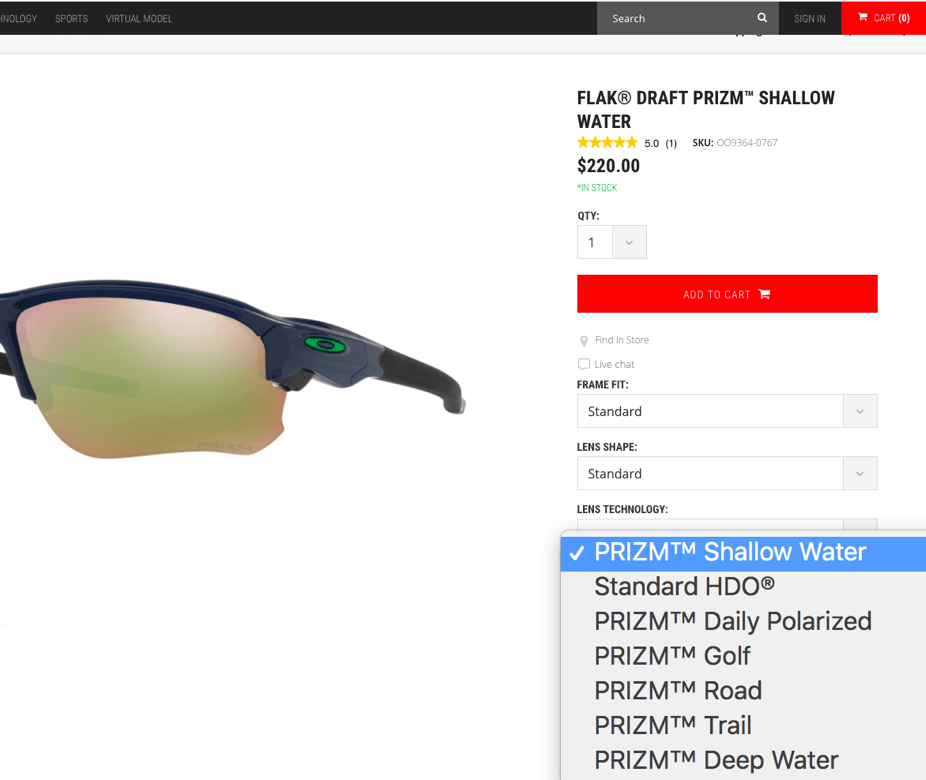 HNOLOGY SPORTS VIRTUAL MODEL Search SIGN IN CART (0)
FLAK® DRAFT PRIZM™ SHALLOW
WATER
5.0 (1) SKU: OO9364-0767
$220.00
*IN STOCK
QTY:
1
ADD TO CART
Find In Store
Live chat
FRAME FIT:
Standard
LENS SHAPE:
Standard
LENS TECHNOLOGY:
PRIZM™ Shallow Water
Standard HDO®
PRIZM™ Daily Polarized
PRIZM™ Golf
PRIZM™ Road
PRIZM™ Trail
PRIZM™ Deep Water
PRIZM